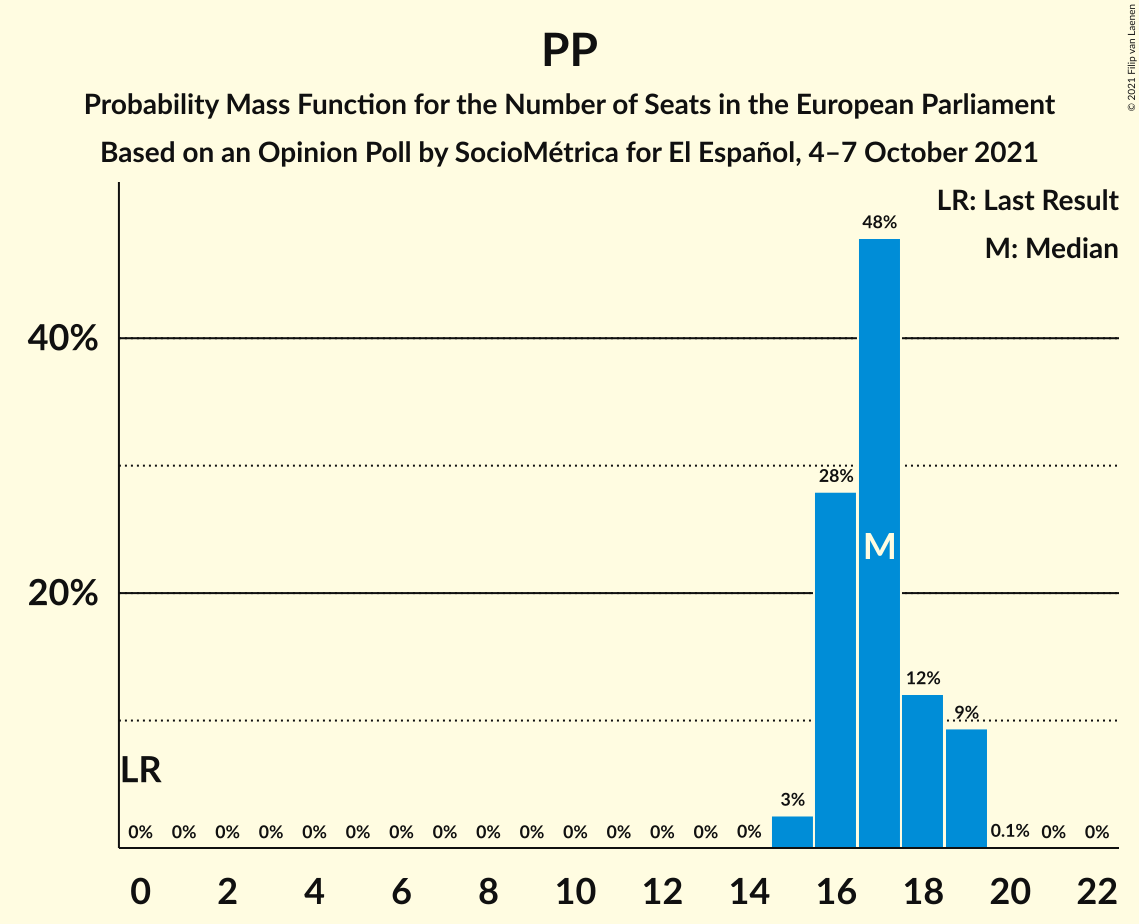 © 2021 Filip van Laenen
PP
Probability Mass Function for the Number of Seats in the European Parliament
Based on an Opinion Poll by SocioMétrica for El Español, 4–7 October 2021
LR: Last Result
M: Median
48%
40%
28%
M
20%
12%
9%
LR
3%
0% 0% 0% 0% 0% 0% 0% 0% 0% 0% 0% 0% 0% 0% 0% 0.1% 0% 0%
0 2 4 6 8 10 12 14 16 18 20 22